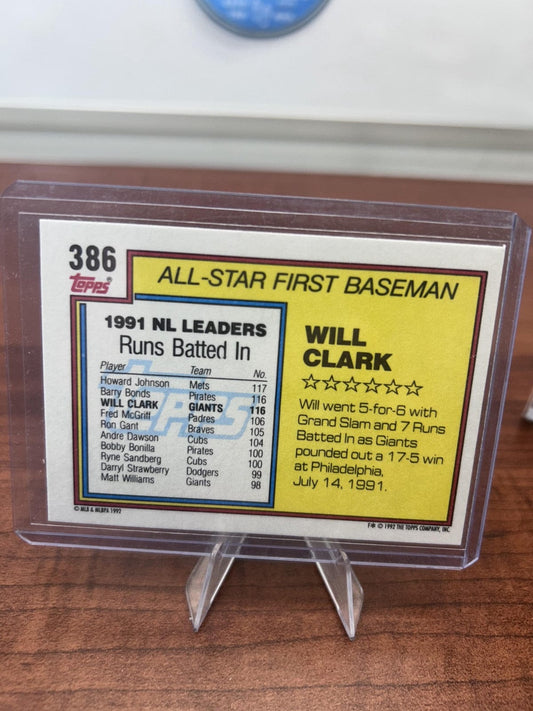 386
topps
ALL-STAR FIRST BASEMAN
1991 NL LEADERS
Runs Batted In
Player Team No.
Howard Johnson Mets 117
Barry Bonds Pirates 116
WILL CLARK GIANTS 116
Fred McGriff Padres 106
Ron Gant Braves 105
Andre Dawson Cubs 104
Bobby Bonilla Pirates 100
Ryne Sandberg Cubs 100
Darryl Strawberry Dodgers 99
Matt Williams Giants 98
topps
WILL
CLARK
☆☆☆☆☆☆
Will went 5-for-6 with
Grand Slam and 7 Runs
Batted In as Giants
pounded out a 17-5 win
at Philadelphia,
July 14, 1991.
© MLB & MLBPA 1992
F* © 1992 THE TOPPS COMPANY, INC.